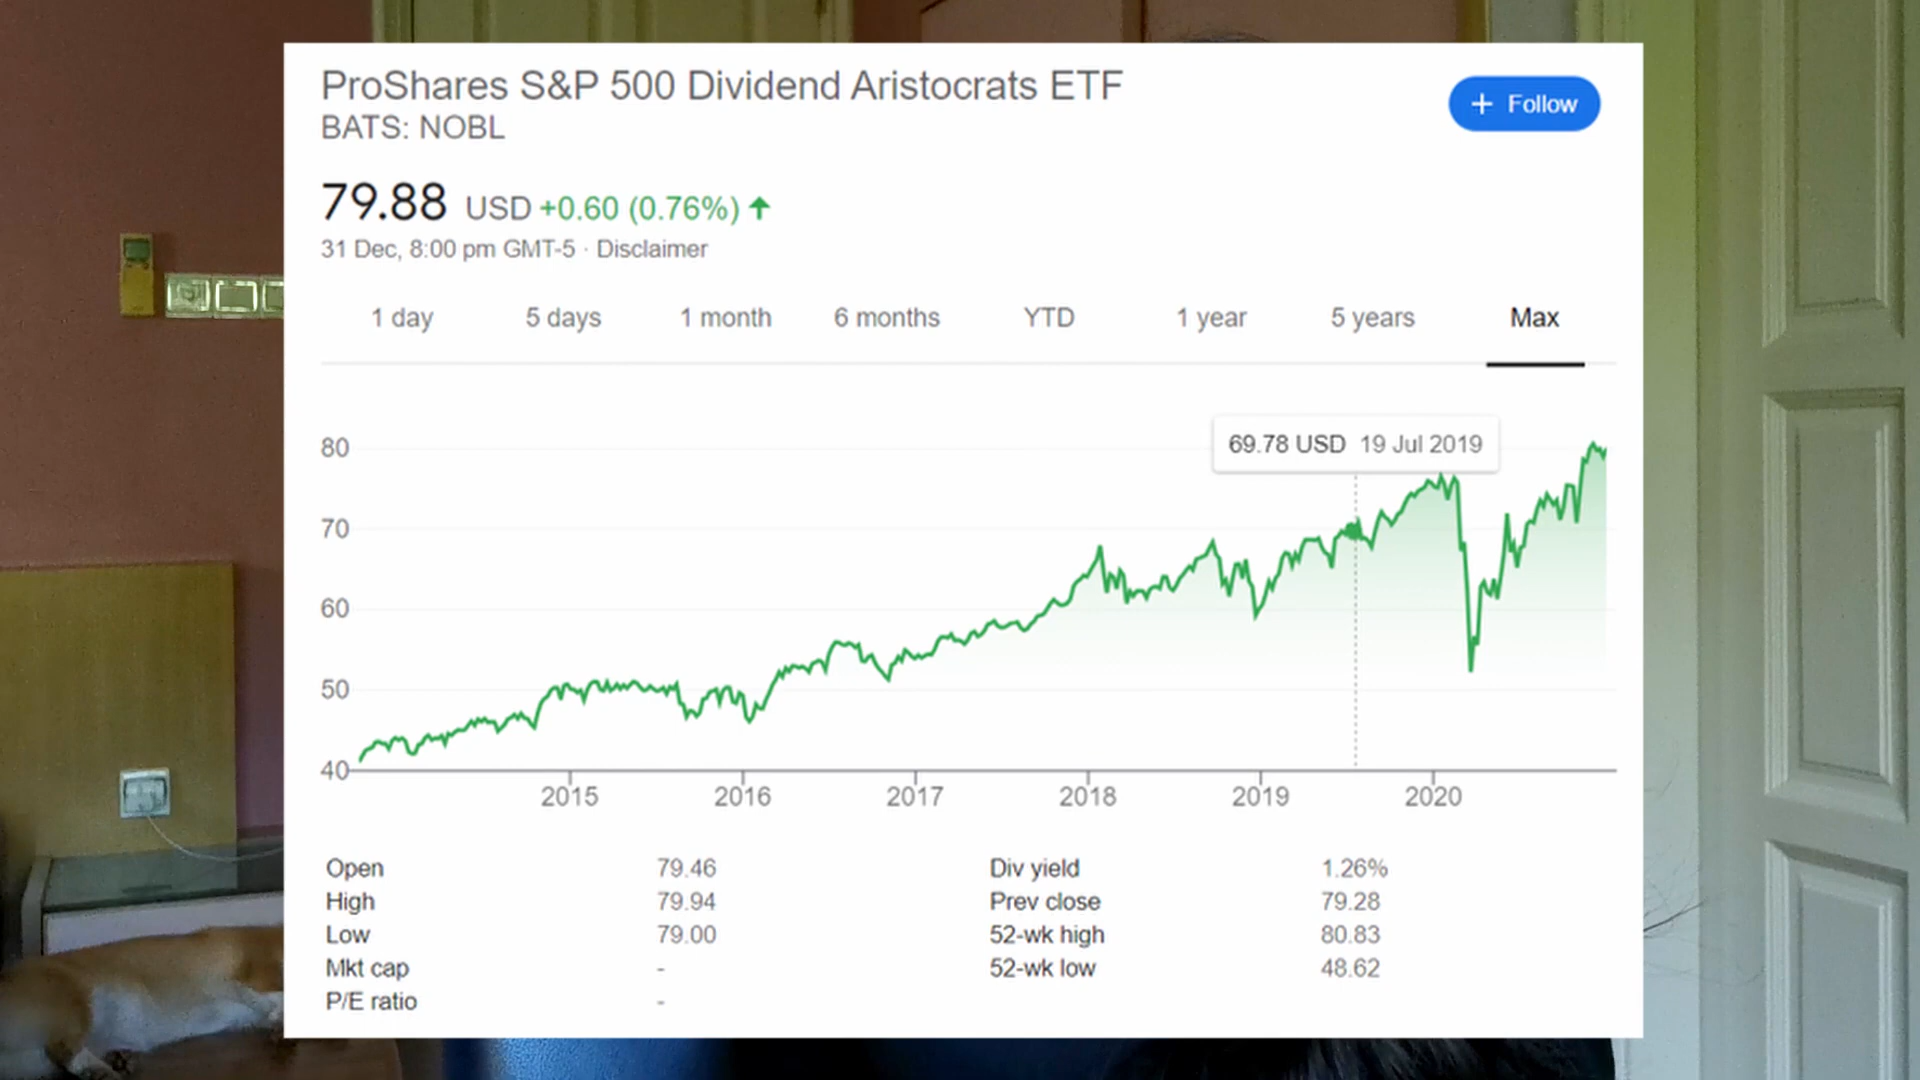 ProShares S&P 500 Dividend Aristocrats ETF
BATS: NOBL
+ Follow
79.88 USD +0.60 (0.76%) ↑
31 Dec, 8:00 pm GMT-5 · Disclaimer
1 day 5 days 1 month 6 months YTD 1 year 5 years Max
69.78 USD 19 Jul 2019
80
70
60
50
40
2015 2016 2017 2018 2019 2020
Open 79.46 Div yield 1.26%
High 79.94 Prev close 79.28
Low 79.00 52-wk high 80.83
Mkt cap - 52-wk low 48.62
P/E ratio -